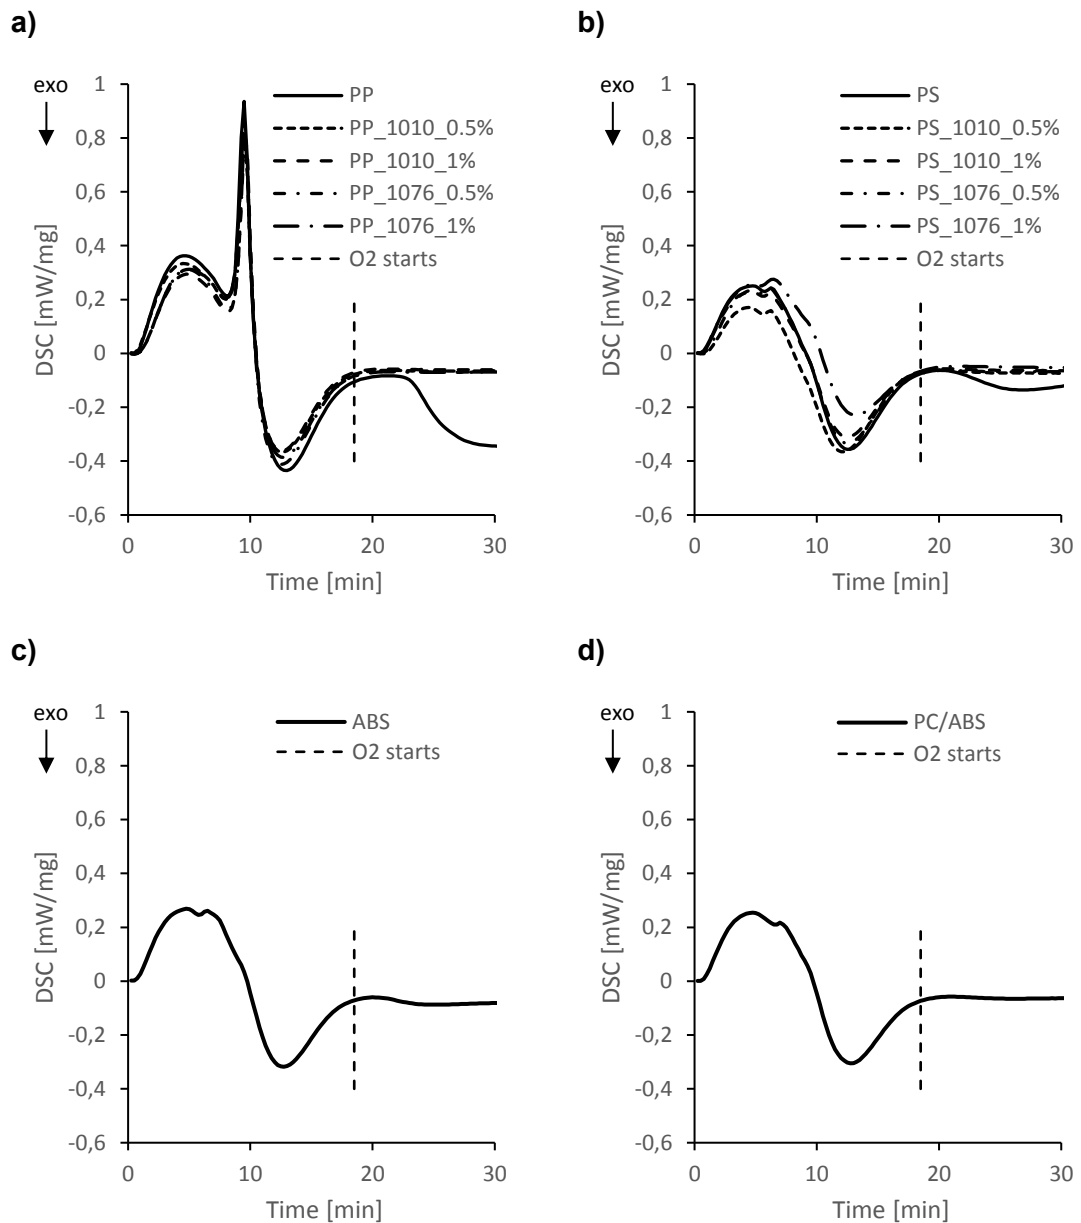 a)
exo
DSC [mW/mg]
1
0,8
0,6
0,4
0,2
0
-0,2
-0,4
-0,6
PP
PP_1010_0.5%
PP_1010_1%
PP_1076_0.5%
PP_1076_1%
O2 starts
0 10 20 30
Time [min]
b)
exo
DSC [mW/mg]
1
0,8
0,6
0,4
0,2
0
-0,2
-0,4
-0,6
PS
PS_1010_0.5%
PS_1010_1%
PS_1076_0.5%
PS_1076_1%
O2 starts
0 10 20 30
Time [min]
c)
exo
DSC [mW/mg]
1
0,8
0,6
0,4
0,2
0
-0,2
-0,4
-0,6
ABS
O2 starts
0 10 20 30
Time [min]
d)
exo
DSC [mW/mg]
1
0,8
0,6
0,4
0,2
0
-0,2
-0,4
-0,6
PC/ABS
O2 starts
0 10 20 30
Time [min]